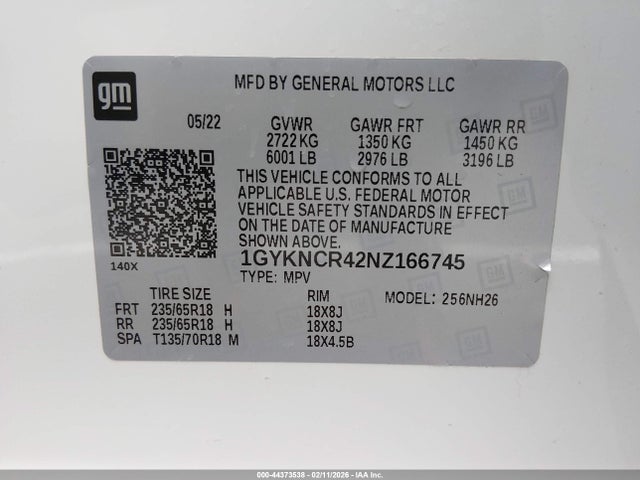 gm
MFD BY GENERAL MOTORS LLC
05/22 GVWR GAWR FRT GAWR RR
2722 KG 1350 KG 1450 KG
6001 LB 2976 LB 3196 LB
THIS VEHICLE CONFORMS TO ALL
APPLICABLE U.S. FEDERAL MOTOR
VEHICLE SAFETY STANDARDS IN EFFECT
ON THE DATE OF MANUFACTURE
SHOWN ABOVE.
140X
1GYKNCR42NZ166745
TYPE: MPV
TIRE SIZE RIM MODEL: 256NH26
FRT 235/65R18 H 18X8J
RR 235/65R18 H 18X8J
SPA T135/70R18 M 18X4.5B
000-44373538 - 02/11/2026 - IAA Inc.